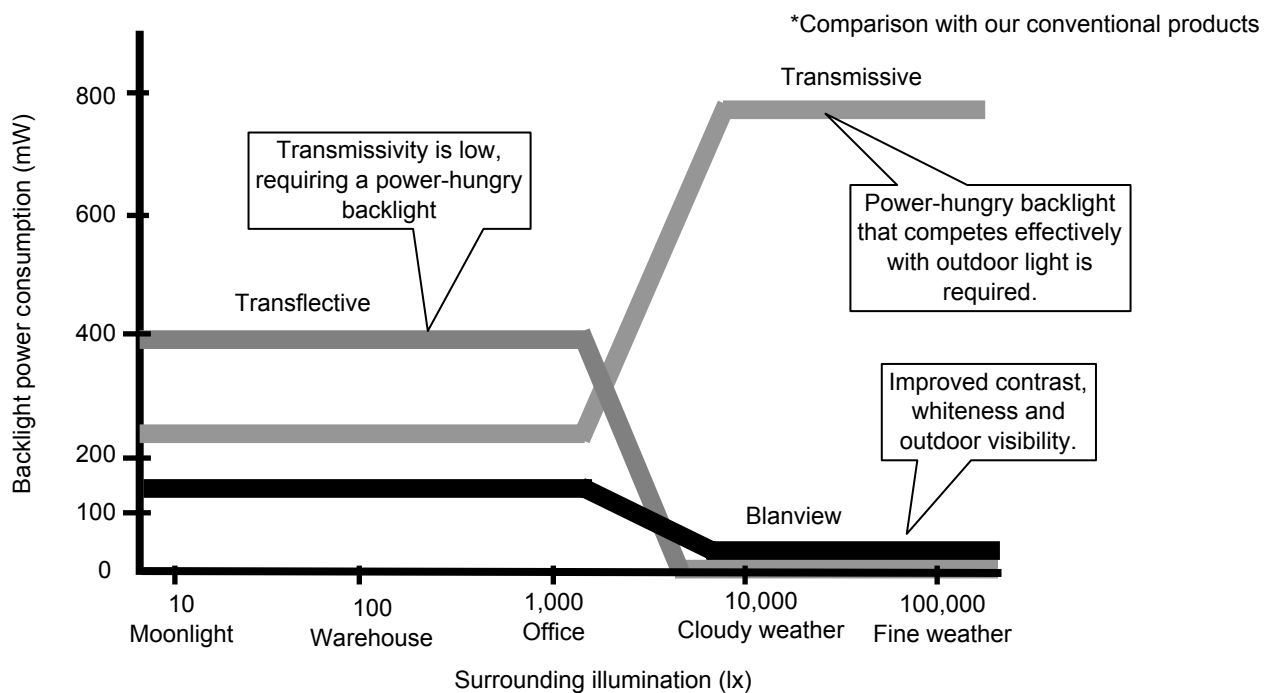 *Comparison with our conventional products
Transmissive
800
Transmissivity is low,
requiring a power-hungry
backlight
Power-hungry backlight
that competes effectively
with outdoor light is
required.
600
Backlight power consumption (mW)
Transflective
400
Improved contrast,
whiteness and
outdoor visibility.
200
100
Blanview
0
10
100
1,000
10,000
100,000
Moonlight
Warehouse
Office
Cloudy weather
Fine weather
Surrounding illumination (lx)